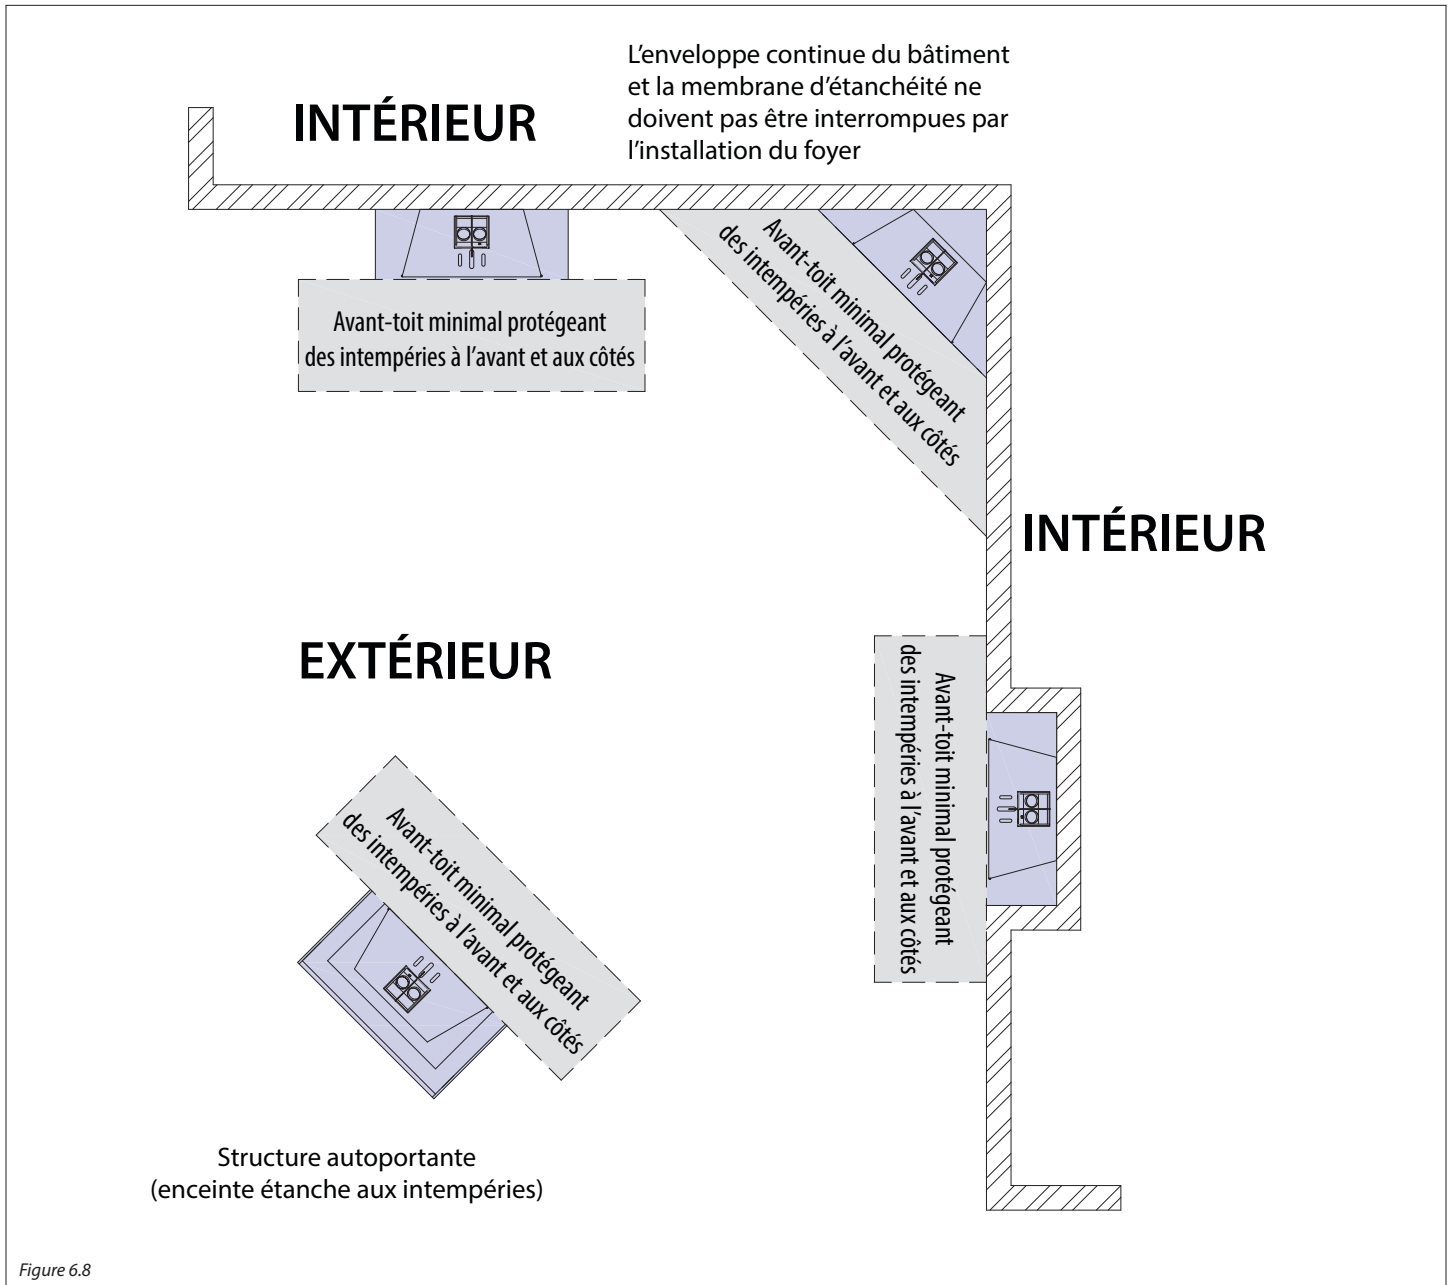 L'enveloppe continue du bâtiment
et la membrane d'étanchéité ne
doivent pas être interrompues par
l'installation du foyer
INTÉRIEUR
Avant-toit minimal protégeant
des intempéries à l'avant et aux côtés
Avant-toit minimal protégeant
des intempéries à l'avant et aux côtés
INTÉRIEUR
EXTÉRIEUR
Avant-toit minimal protégeant
des intempéries à l'avant et aux côtés
Avant-toit minimal protégeant
des intempéries à l'avant et aux côtés
Structure autoportante
(enceinte étanche aux intempéries)
Figure 6.8